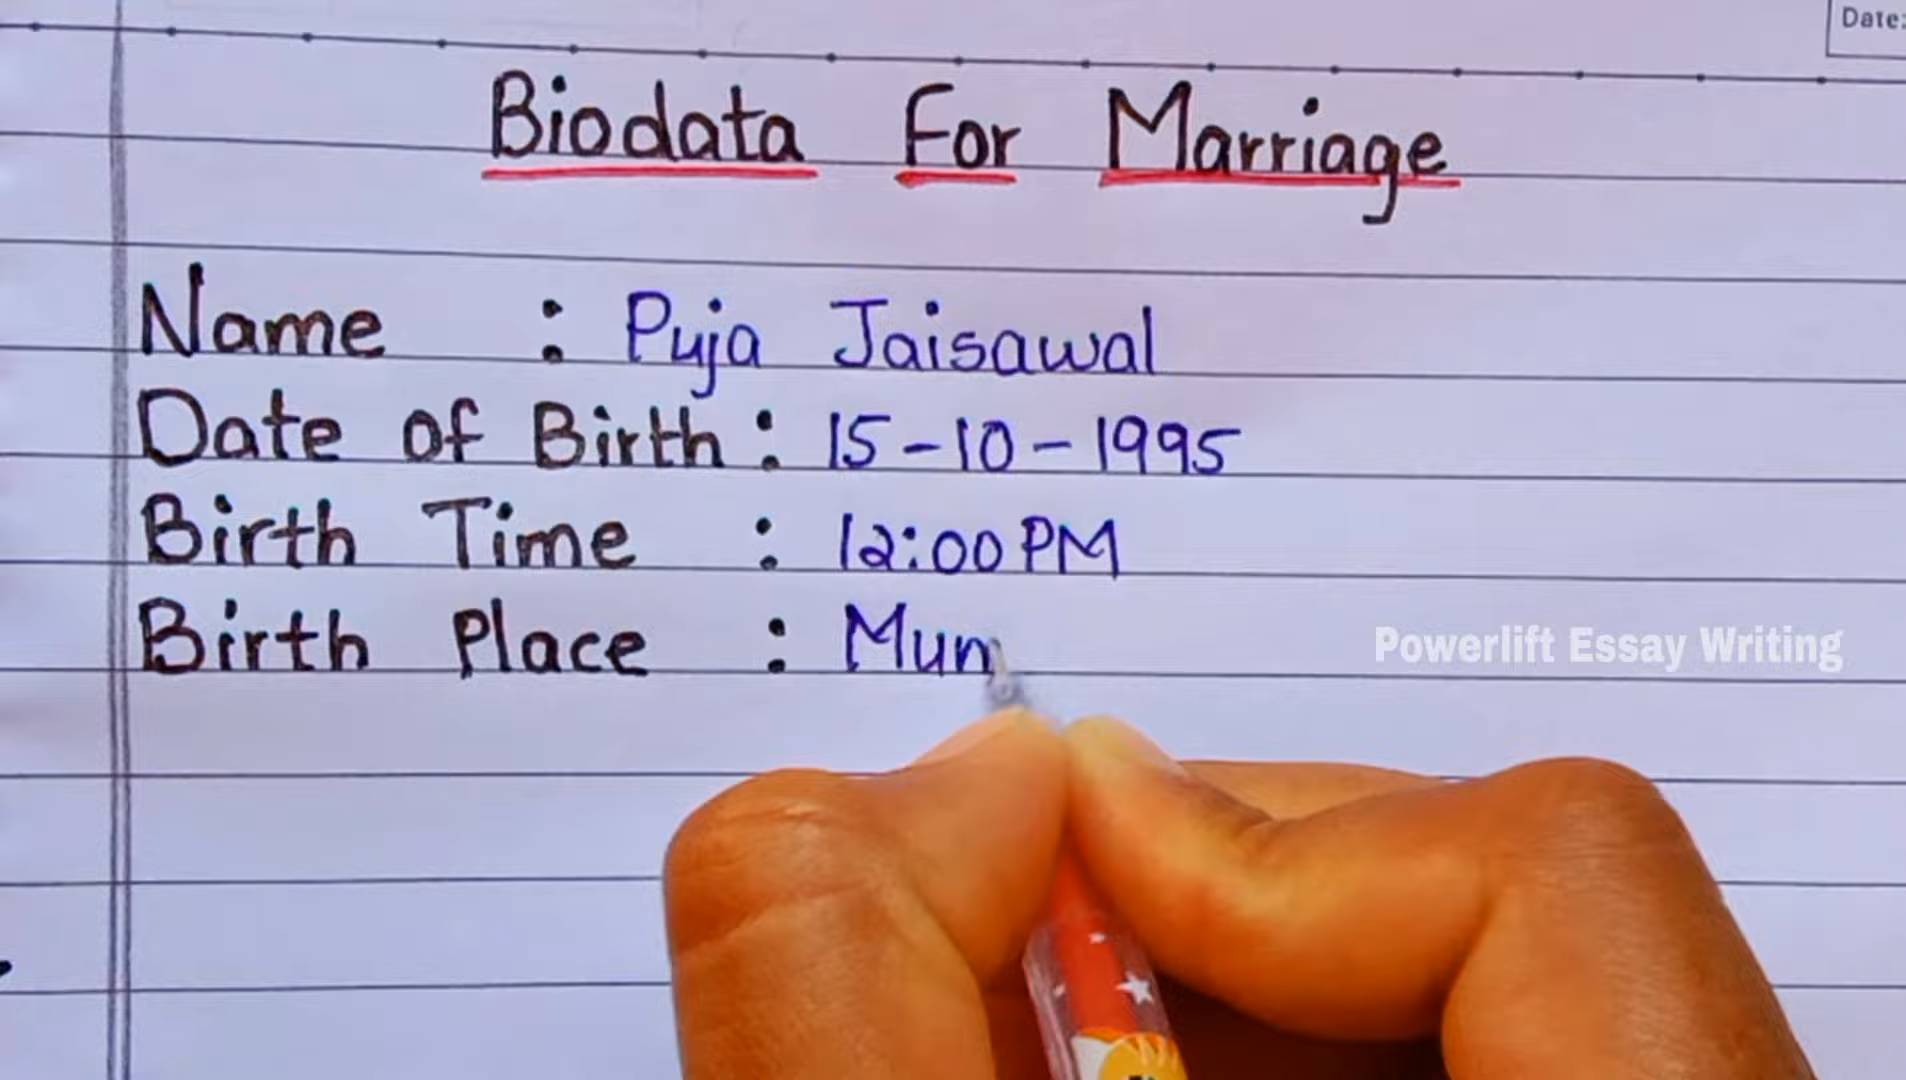 Date:
Biodata For Marriage
Name : Puja Jaisawal
Date of Birth : 15-10-1995
Birth Time : 12:00 PM
Birth Place : Mun
Powerlift Essay Writing